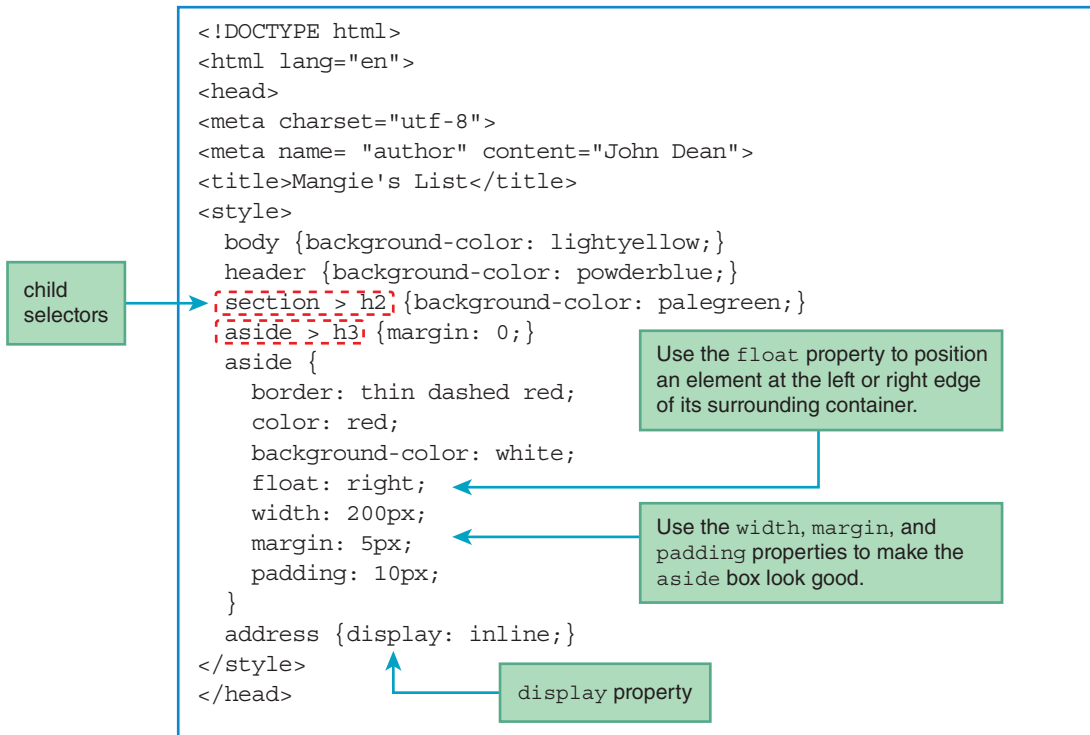 <!DOCTYPE html>
<html lang="en">
<head>
<meta charset="utf-8">
<meta name= "author" content="John Dean">
<title>Mangie's List</title>
<style>
body {background-color: lightyellow;}
header {background-color: powderblue;}
section > h2 {background-color: palegreen;}
aside > h3 {margin: 0;}
aside {
border: thin dashed red;
color: red;
background-color: white;
float: right;
width: 200px;
margin: 5px;
padding: 10px;
}
address {display: inline;}
</style>
</head>
child
selectors
Use the float property to position
an element at the left or right edge
of its surrounding container.
Use the width, margin, and
padding properties to make the
aside box look good.
display property